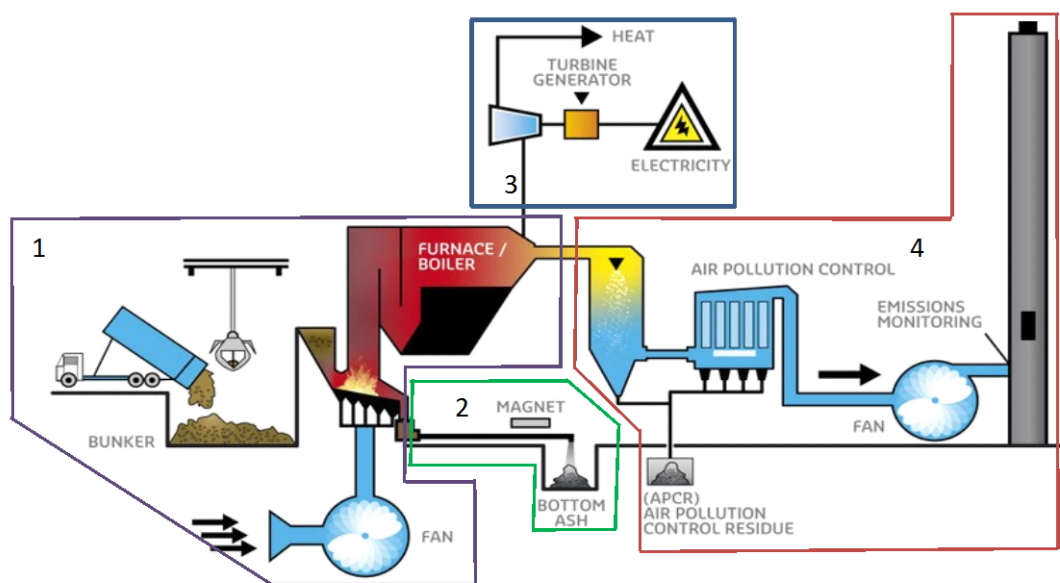 HEAT
TURBINE
GENERATOR
ELECTRICITY
3
1
FURNACE /
BOILER
4
AIR POLLUTION CONTROL
EMISSIONS
MONITORING
2
MAGNET
BUNKER
FAN
BOTTOM
ASH
(APCR)
AIR POLLUTION
CONTROL RESIDUE
FAN